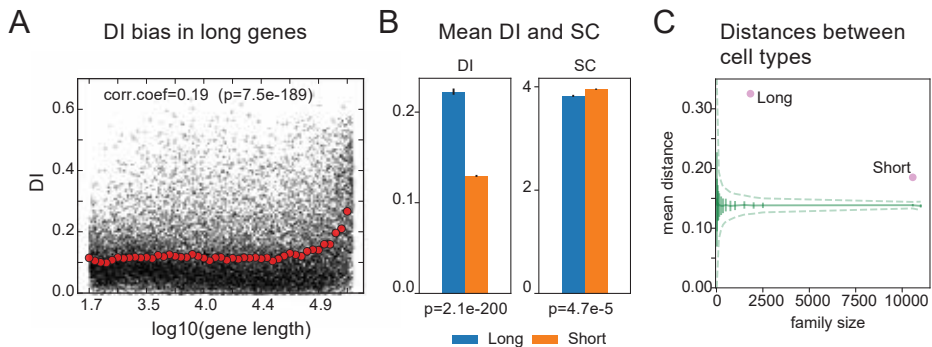 A
DI bias in long genes
corr.coef=0.19 (p=7.5e-189)
DI
0.6
0.4
0.2
0.0
1.7
3.5
4.0
4.4
4.9
log10(gene length)
B
Mean DI and SC
DI
SC
0.2
0.1
0.0
4
2
0
p=2.1e-200
p=4.7e-5
Long
Short
C
Distances between
cell types
mean distance
0.30
0.20
0.10
0.00
Long
Short
0
2500
5000
7500
10000
family size